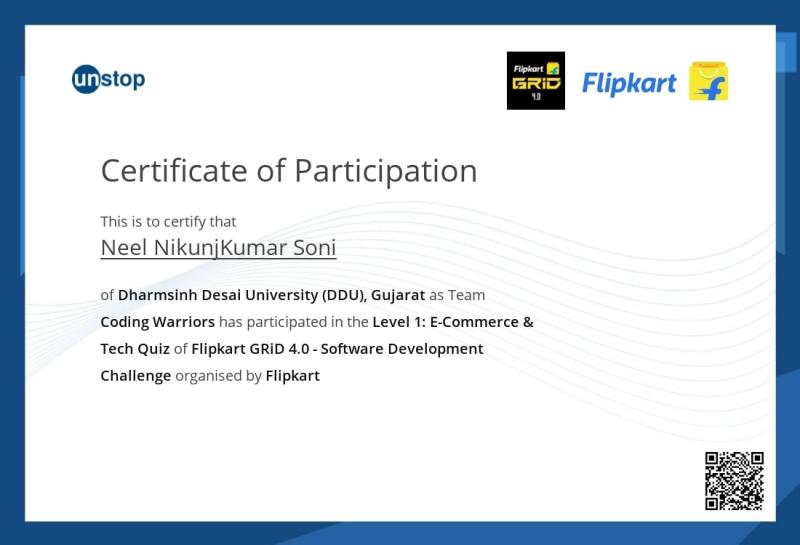 unstop
Flipkart
GRiD
4.0
Flipkart
Certificate of Participation
This is to certify that
Neel NikunjKumar Soni
of Dharmsinh Desai University (DDU), Gujarat as Team
Coding Warriors has participated in the Level 1: E-Commerce &
Tech Quiz of Flipkart GRiD 4.0 - Software Development
Challenge organised by Flipkart